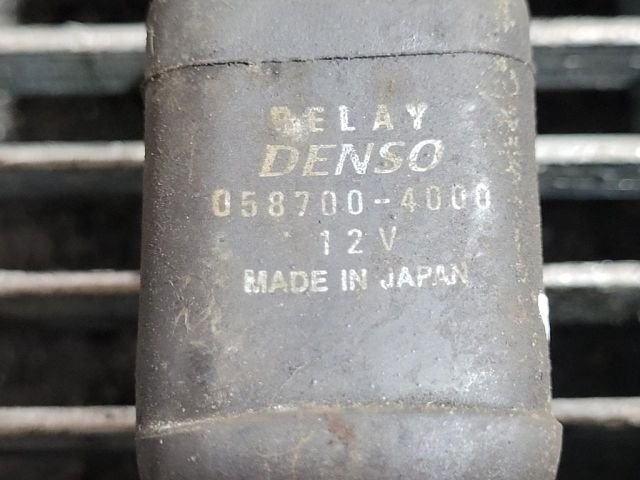 RELAY
DENSO
058700-4000
12V
MADE IN JAPAN